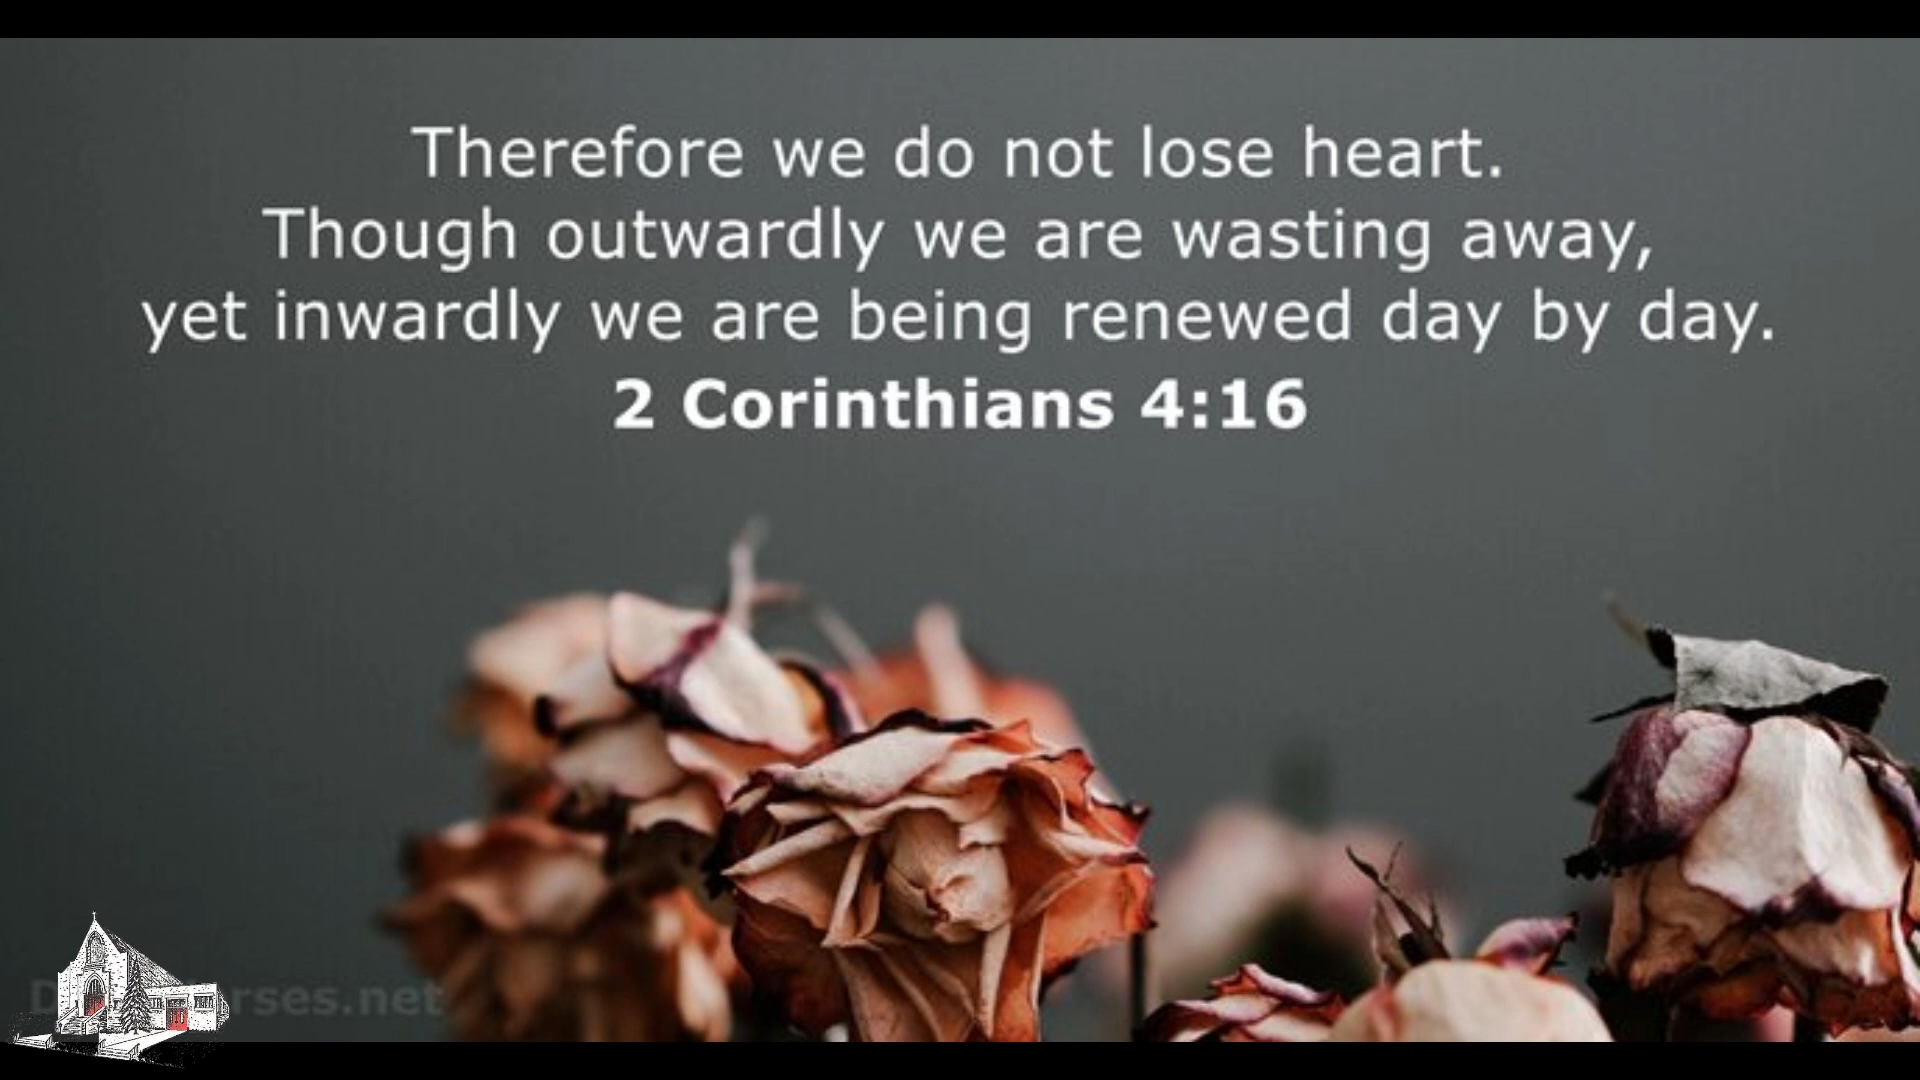 Therefore we do not lose heart.
Though outwardly we are wasting away,
yet inwardly we are being renewed day by day.
2 Corinthians 4:16